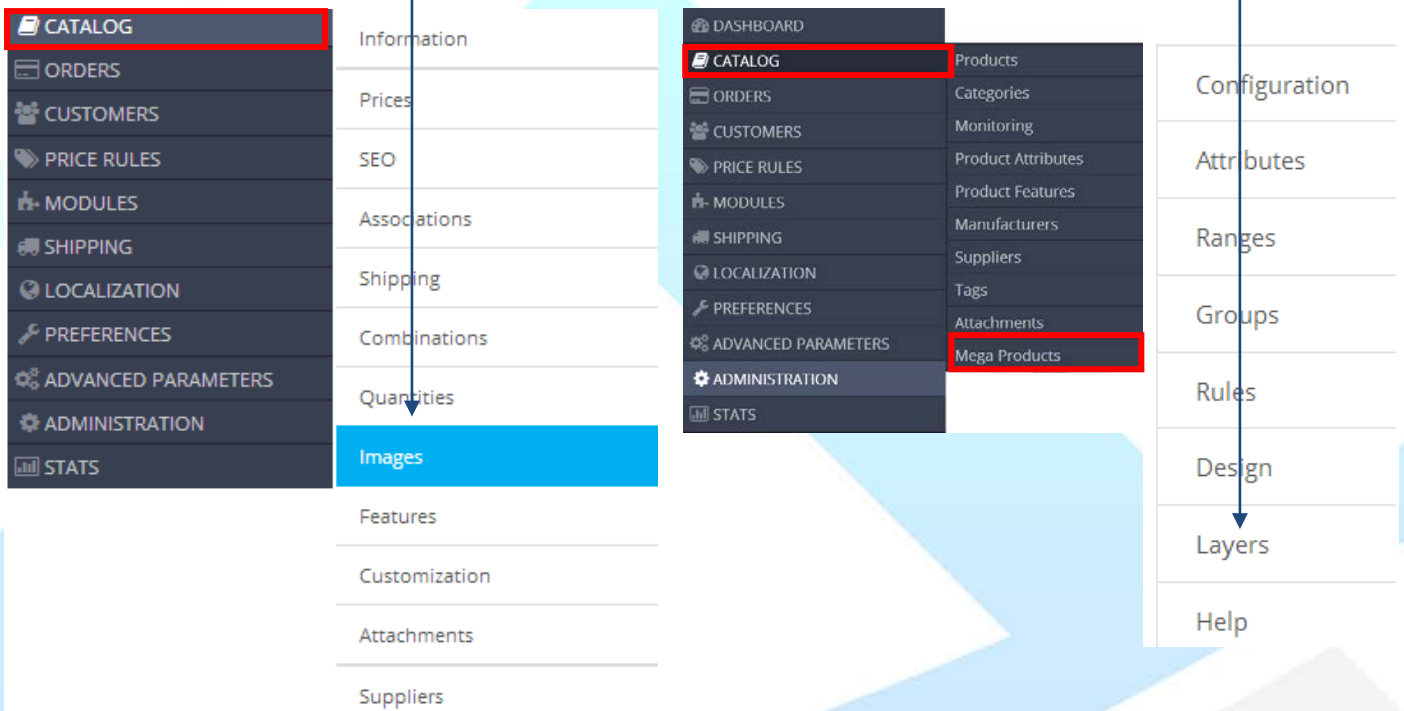 CATALOG
ORDERS
CUSTOMERS
PRICE RULES
MODULES
SHIPPING
LOCALIZATION
PREFERENCES
ADVANCED PARAMETERS
ADMINISTRATION
STATS
Information
Prices
SEO
Associations
Shipping
Combinations
Quantities
Images
Features
Customization
Attachments
Suppliers
DASHBOARD
CATALOG
ORDERS
CUSTOMERS
PRICE RULES
MODULES
SHIPPING
LOCALIZATION
PREFERENCES
ADVANCED PARAMETERS
ADMINISTRATION
STATS
Products
Categories
Monitoring
Product Attributes
Product Features
Manufacturers
Suppliers
Tags
Attachments
Mega Products
Configuration
Attributes
Ranges
Groups
Rules
Design
Layers
Help